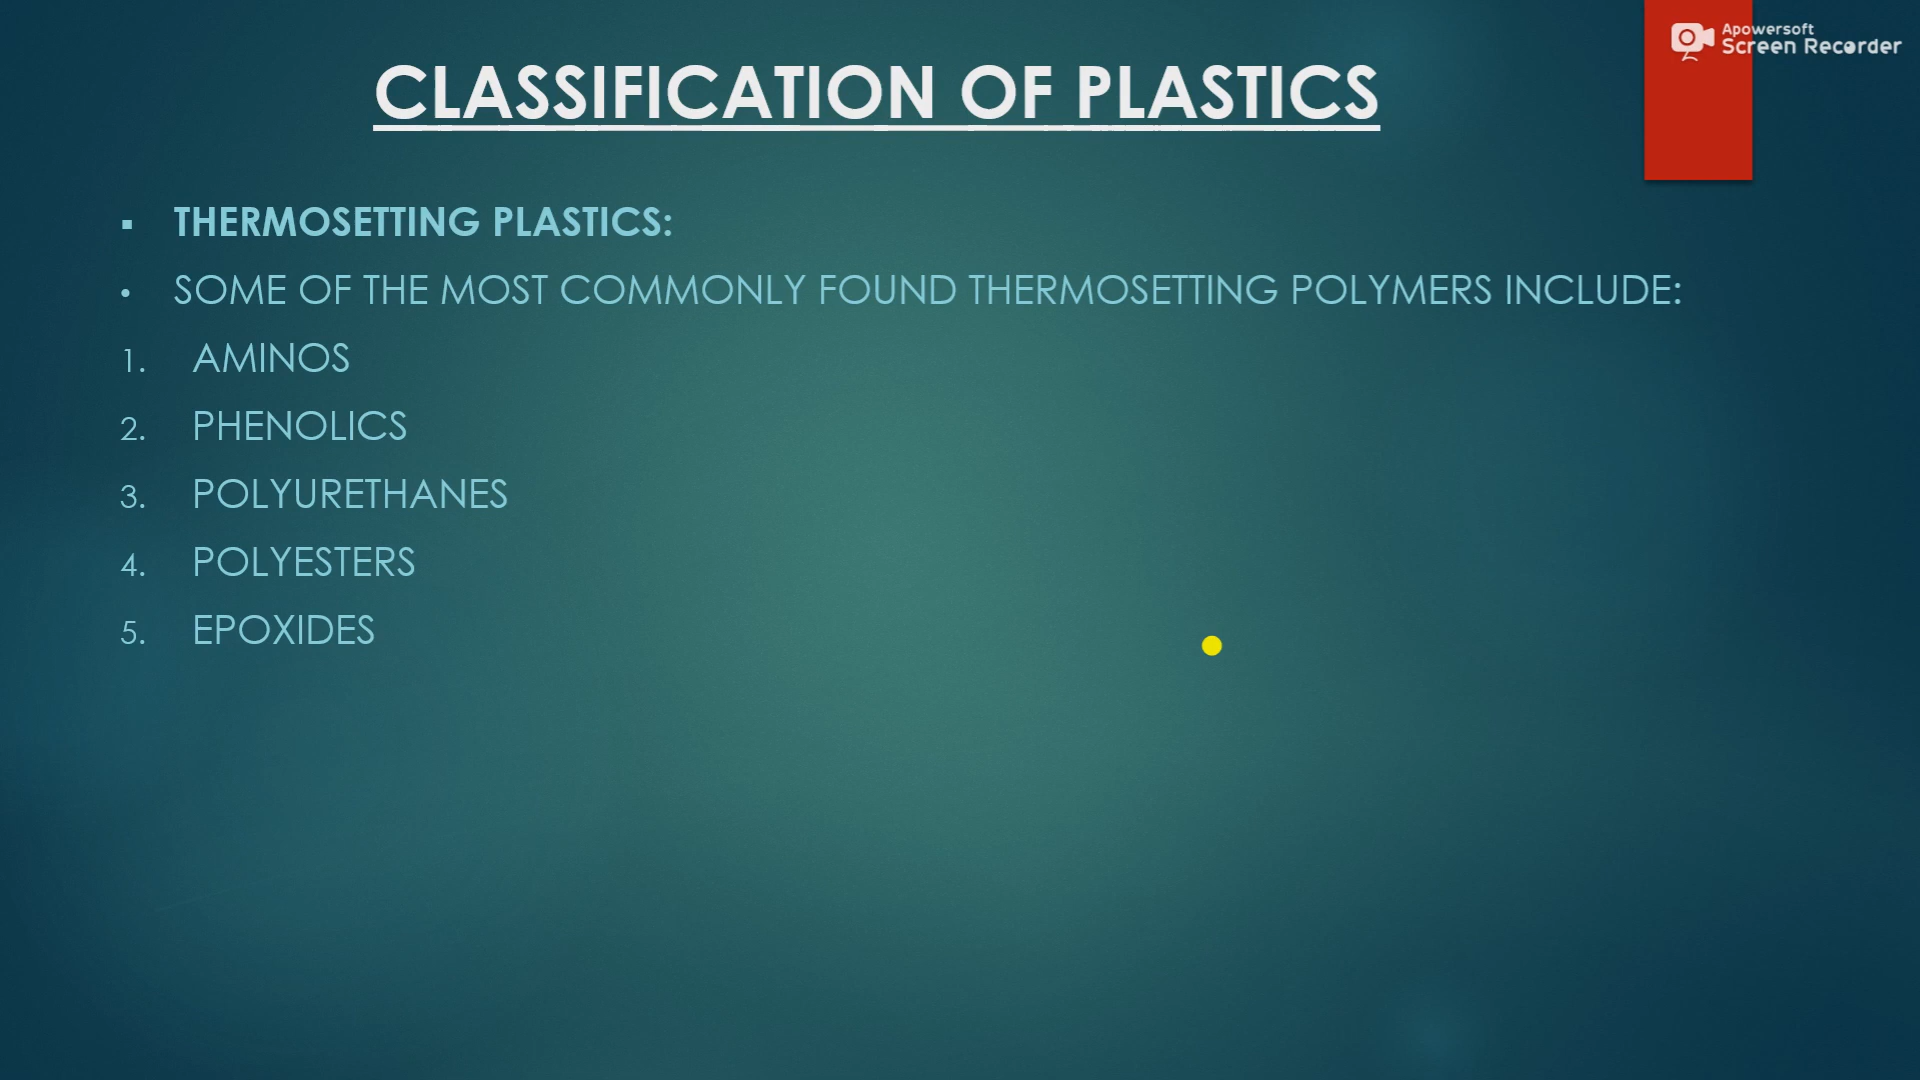 Apowersoft
Screen Recorder
CLASSIFICATION OF PLASTICS
▪ THERMOSETTING PLASTICS:
• SOME OF THE MOST COMMONLY FOUND THERMOSETTING POLYMERS INCLUDE:
1. AMINOS
2. PHENOLICS
3. POLYURETHANES
4. POLYESTERS
5. EPOXIDES